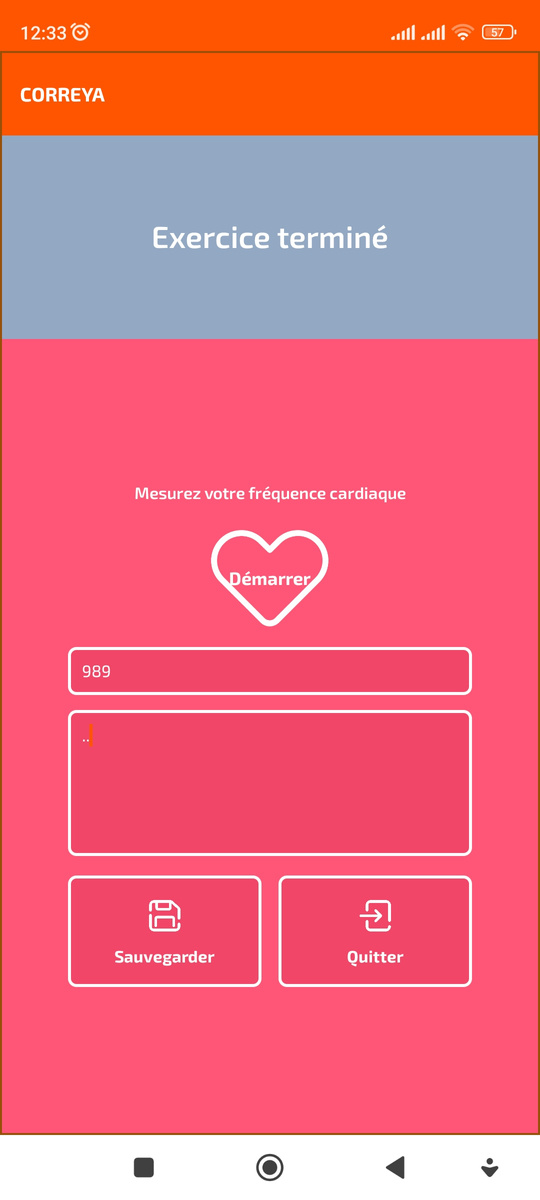 12:33
57
CORREYA
Exercice terminé
Mesurez votre fréquence cardiaque
Démarrer
989
..
Sauvegarder
Quitter